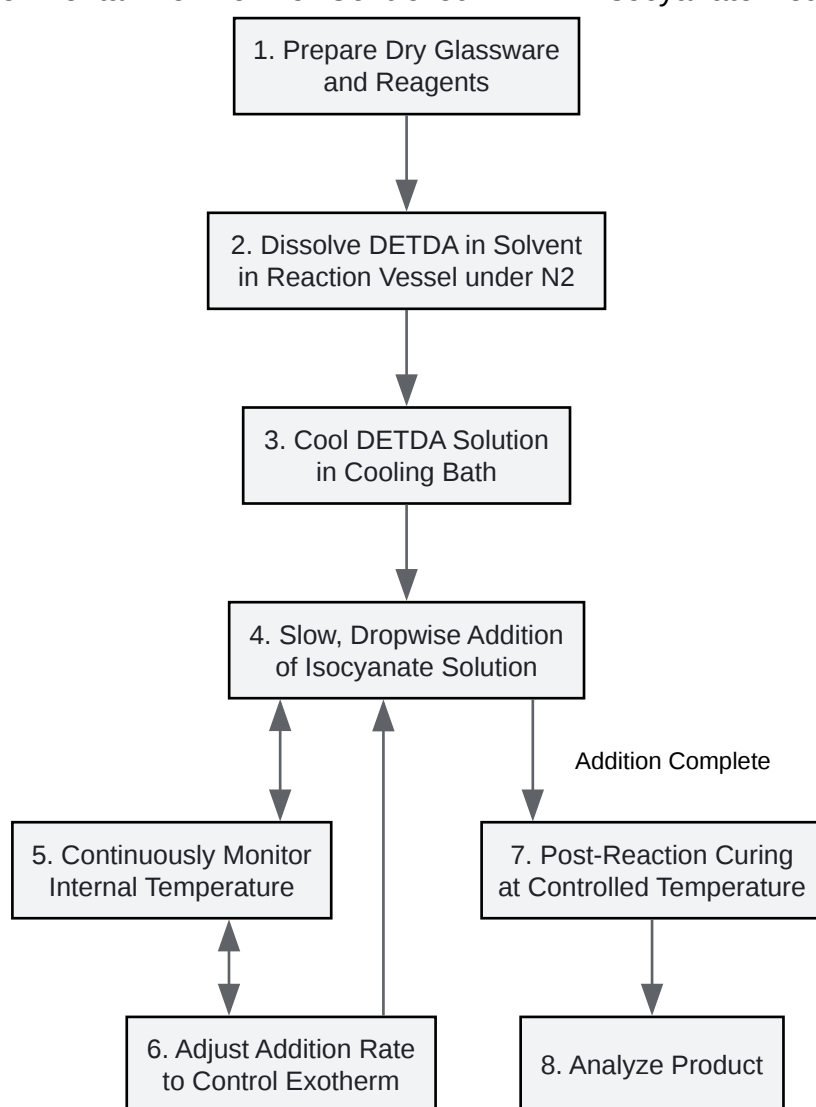 1. Prepare Dry Glassware
and Reagents
2. Dissolve DETDA in Solvent
in Reaction Vessel under N2
3. Cool DETDA Solution
in Cooling Bath
4. Slow, Dropwise Addition
of Isocyanate Solution
Addition Complete
5. Continuously Monitor
Internal Temperature
7. Post-Reaction Curing
at Controlled Temperature
6. Adjust Addition Rate
to Control Exotherm
8. Analyze Product